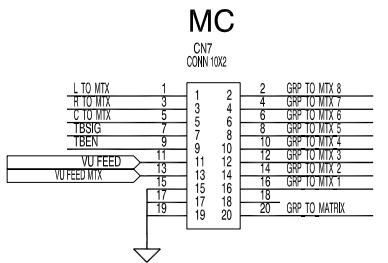 MC
CN7
CONN 10X2
L TO MTX 1 1 2 2 GRP TO MTX 8
R TO MTX 3 3 4 4 GRP TO MTX 7
C TO MTX 5 5 6 6 GRP TO MTX 6
TBSIG 7 7 8 8 GRP TO MTX 5
TBEN 9 9 10 10 GRP TO MTX 4
VU FEED 11 11 12 12 GRP TO MTX 3
VU FEED MTX 13 13 14 14 GRP TO MTX 2
15 15 16 16 GRP TO MTX 1
17 17 18 18
19 19 20 20 GRP TO MATRIX